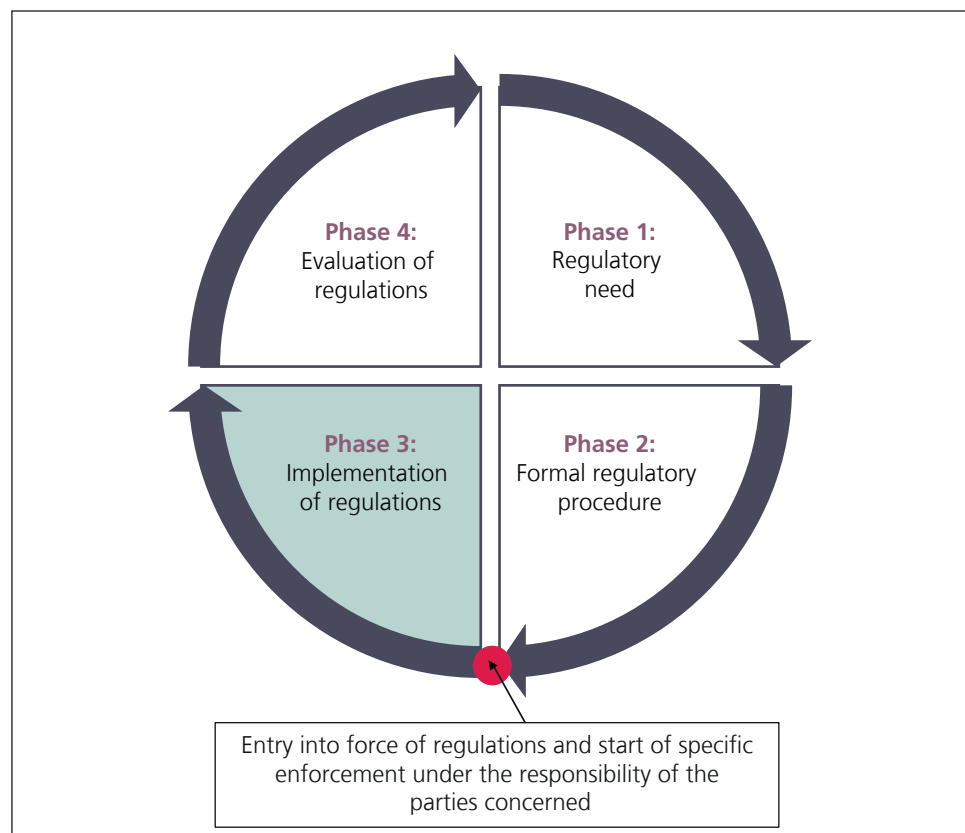 Phase 4:
Evaluation of
regulations
Phase 1:
Regulatory
need
Phase 3:
Implementation
of regulations
Phase 2:
Formal regulatory
procedure
Entry into force of regulations and start of specific
enforcement under the responsibility of the
parties concerned